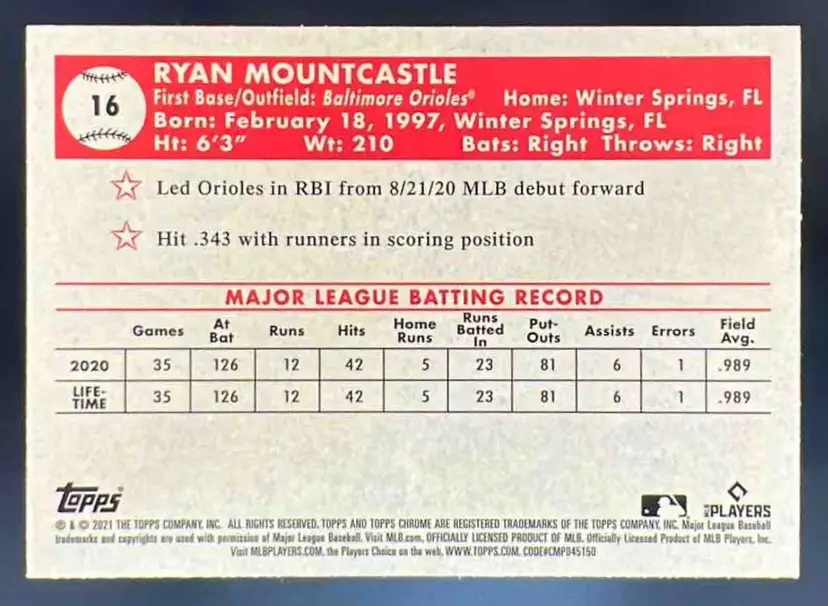 16
RYAN MOUNTCASTLE
First Base/Outfield: Baltimore Orioles® Home: Winter Springs, FL
Born: February 18, 1997, Winter Springs, FL
Ht: 6'3" Wt: 210 Bats: Right Throws: Right
Led Orioles in RBI from 8/21/20 MLB debut forward
Hit .343 with runners in scoring position
MAJOR LEAGUE BATTING RECORD
Games At Bat Runs Hits Home Runs Runs Batted In Put-Outs Assists Errors Field Avg.
2020 35 126 12 42 5 23 81 6 1 .989
LIFE-TIME 35 126 12 42 5 23 81 6 1 .989
Topps
MLB PLAYERS
® & © 2021 THE TOPPS COMPANY, INC. ALL RIGHTS RESERVED. TOPPS AND TOPPS CHROME ARE REGISTERED TRADEMARKS OF THE TOPPS COMPANY, INC. Major League Baseball
trademarks and copyrights are used with permission of Major League Baseball. Visit MLB.com. OFFICIALLY LICENSED PRODUCT OF MLB. Officially Licensed Product of MLB Players, Inc.
Visit MLBPLAYERS.COM, the Players Choice on the web. WWW.TOPPS.COM. CODE#CMP045150